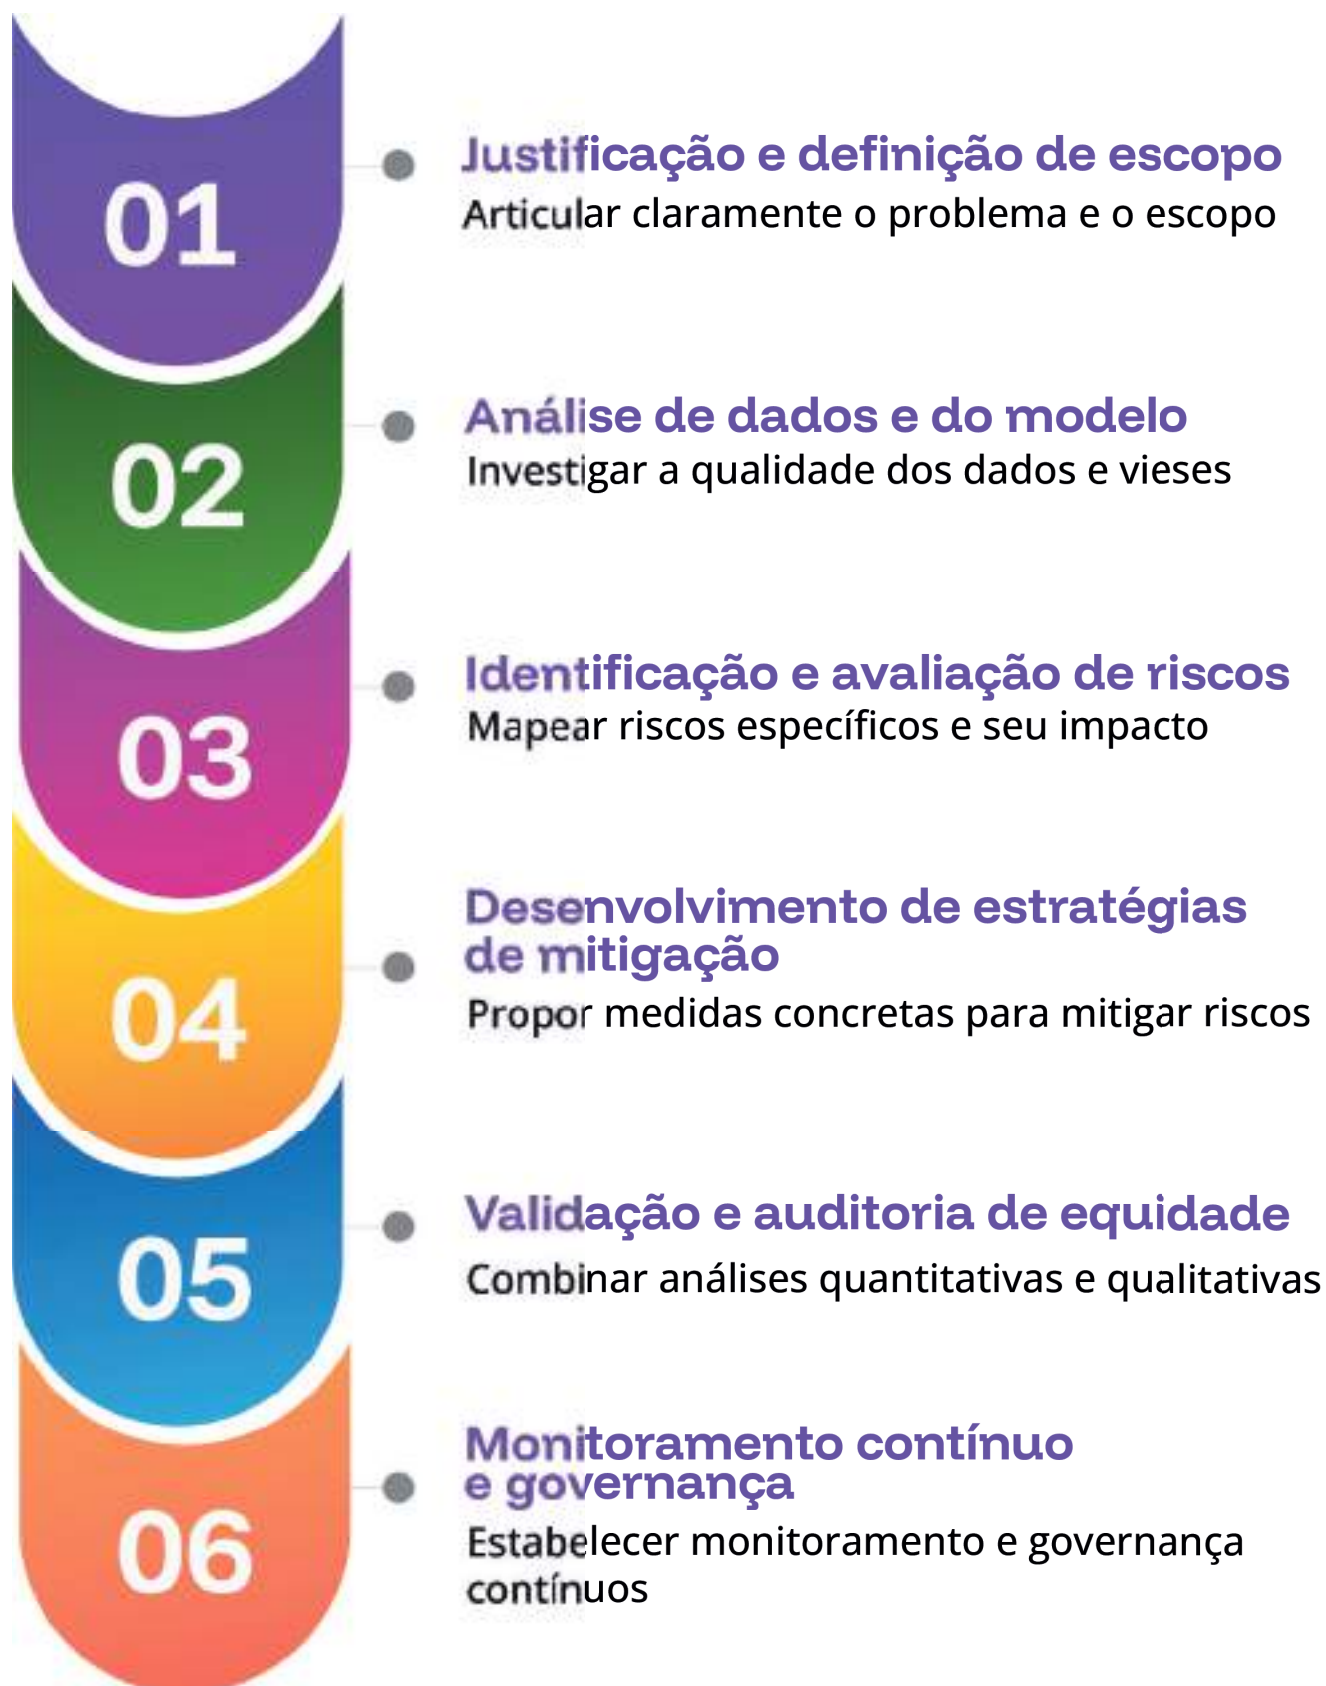 01
Justificação e definição de escopo
Articular claramente o problema e o escopo
02
Análise de dados e do modelo
Investigar a qualidade dos dados e vieses
03
Identificação e avaliação de riscos
Mapear riscos específicos e seu impacto
04
Desenvolvimento de estratégias
de mitigação
Propor medidas concretas para mitigar riscos
05
Validação e auditoria de equidade
Combinar análises quantitativas e qualitativas
06
Monitoramento contínuo
e governança
Estabelecer monitoramento e governança
contínuos